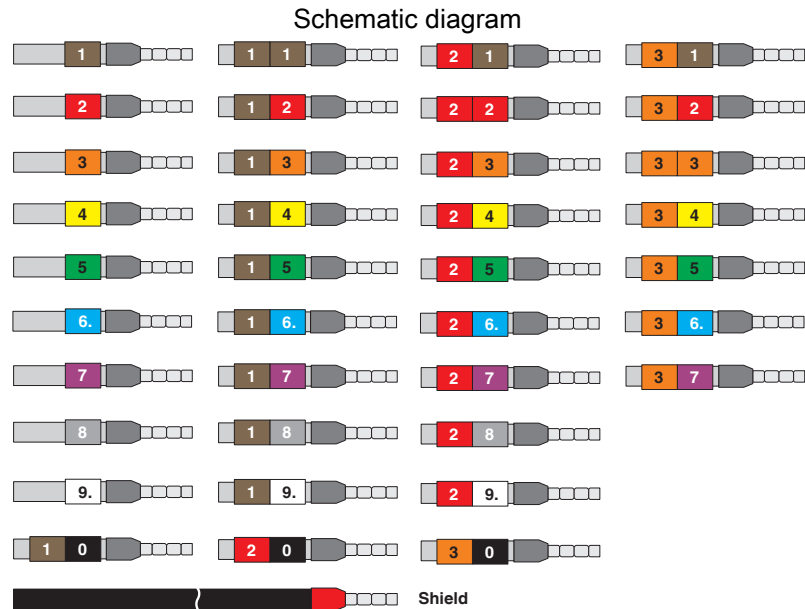 Schematic diagram
1 1 1 2 1 3 1
2 1 2 2 2 3 2
3 1 3 2 3 3 3
4 1 4 2 4 3 4
5 1 5 2 5 3 5
6. 1 6. 2 6. 3 6.
7 1 7 2 7 3 7
8 1 8 2 8
9. 1 9. 2 9.
1 0 2 0 3 0
Shield